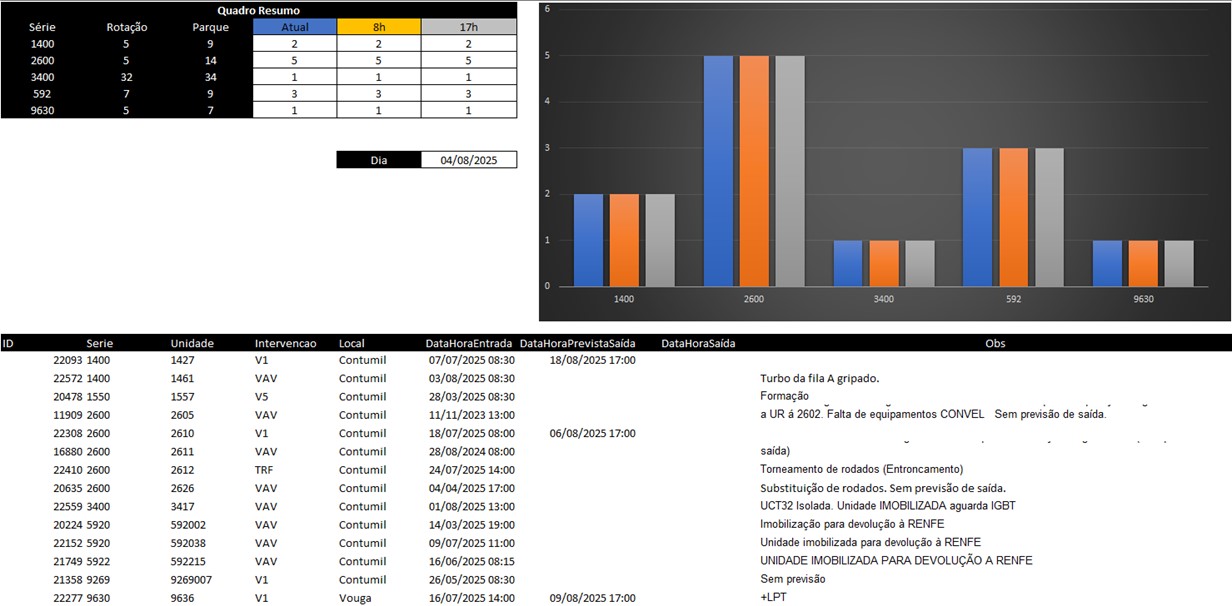 Quadro Resumo
Série Rotação Parque Atual 8h 17h
1400 5 9 2 2 2
2600 5 14 5 5 5
3400 32 34 1 1 1
592 7 9 3 3 3
9630 5 7 1 1 1
Dia 04/08/2025
6
5
4
3
2
1
0
1400 2600 3400 592 9630
ID Serie Unidade Intervencao Local DataHoraEntrada DataHoraPrevistaSaída DataHoraSaída Obs
22093 1400 1427 V1 Contumil 07/07/2025 08:30 18/08/2025 17:00
22572 1400 1461 VAV Contumil 03/08/2025 08:30 Turbo da fila A gripado.
20478 1550 1557 V5 Contumil 28/03/2025 08:30 Formação
11909 2600 2605 VAV Contumil 11/11/2023 13:00 a UR á 2602. Falta de equipamentos CONVEL Sem previsão de saída.
22308 2600 2610 V1 Contumil 18/07/2025 08:00 06/08/2025 17:00
16880 2600 2611 VAV Contumil 28/08/2024 08:00 saída)
22410 2600 2612 TRF Contumil 24/07/2025 14:00 Torneamento de rodados (Entroncamento)
20635 2600 2626 VAV Contumil 04/04/2025 17:00 Substituição de rodados. Sem previsão de saída.
22559 3400 3417 VAV Contumil 01/08/2025 13:00 UCT32 Isolada. Unidade IMOBILIZADA aguarda IGBT
20224 5920 592002 VAV Contumil 14/03/2025 19:00 Imobilização para devolução à RENFE
22152 5920 592038 VAV Contumil 09/07/2025 11:00 Unidade imobilizada para devolução à RENFE
21749 5922 592215 VAV Contumil 16/06/2025 08:15 UNIDADE IMOBILIZADA PARA DEVOLUÇÃO A RENFE
21358 9269 9269007 V1 Contumil 26/05/2025 08:30 Sem previsão
22277 9630 9636 V1 Vouga 16/07/2025 14:00 09/08/2025 17:00 +LPT